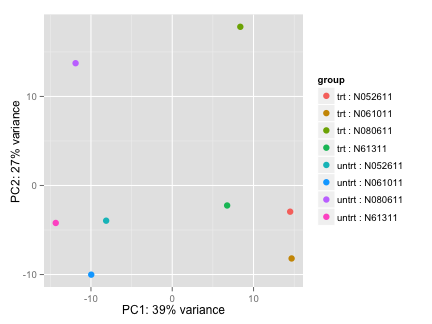 PC2: 27% variance
10
0
-10
-10
0
10
PC1: 39% variance
group
trt : N052611
trt : N061011
trt : N080611
trt : N61311
untrt : N052611
untrt : N061011
untrt : N080611
untrt : N61311